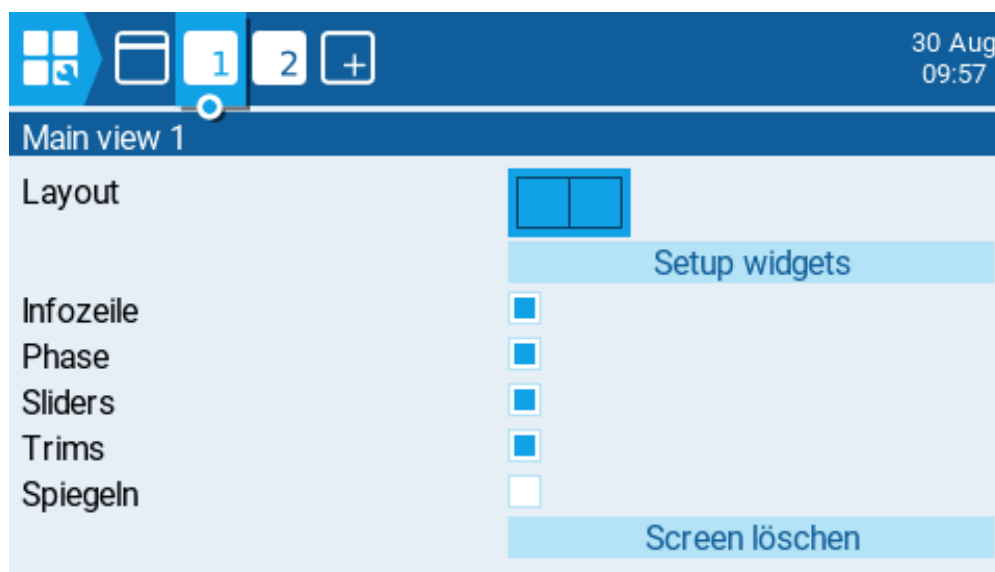 1 2 +
30 Aug
09:57
Main view 1
Layout
Setup widgets
Infozeile
Phase
Sliders
Trims
Spiegeln
Screen löschen